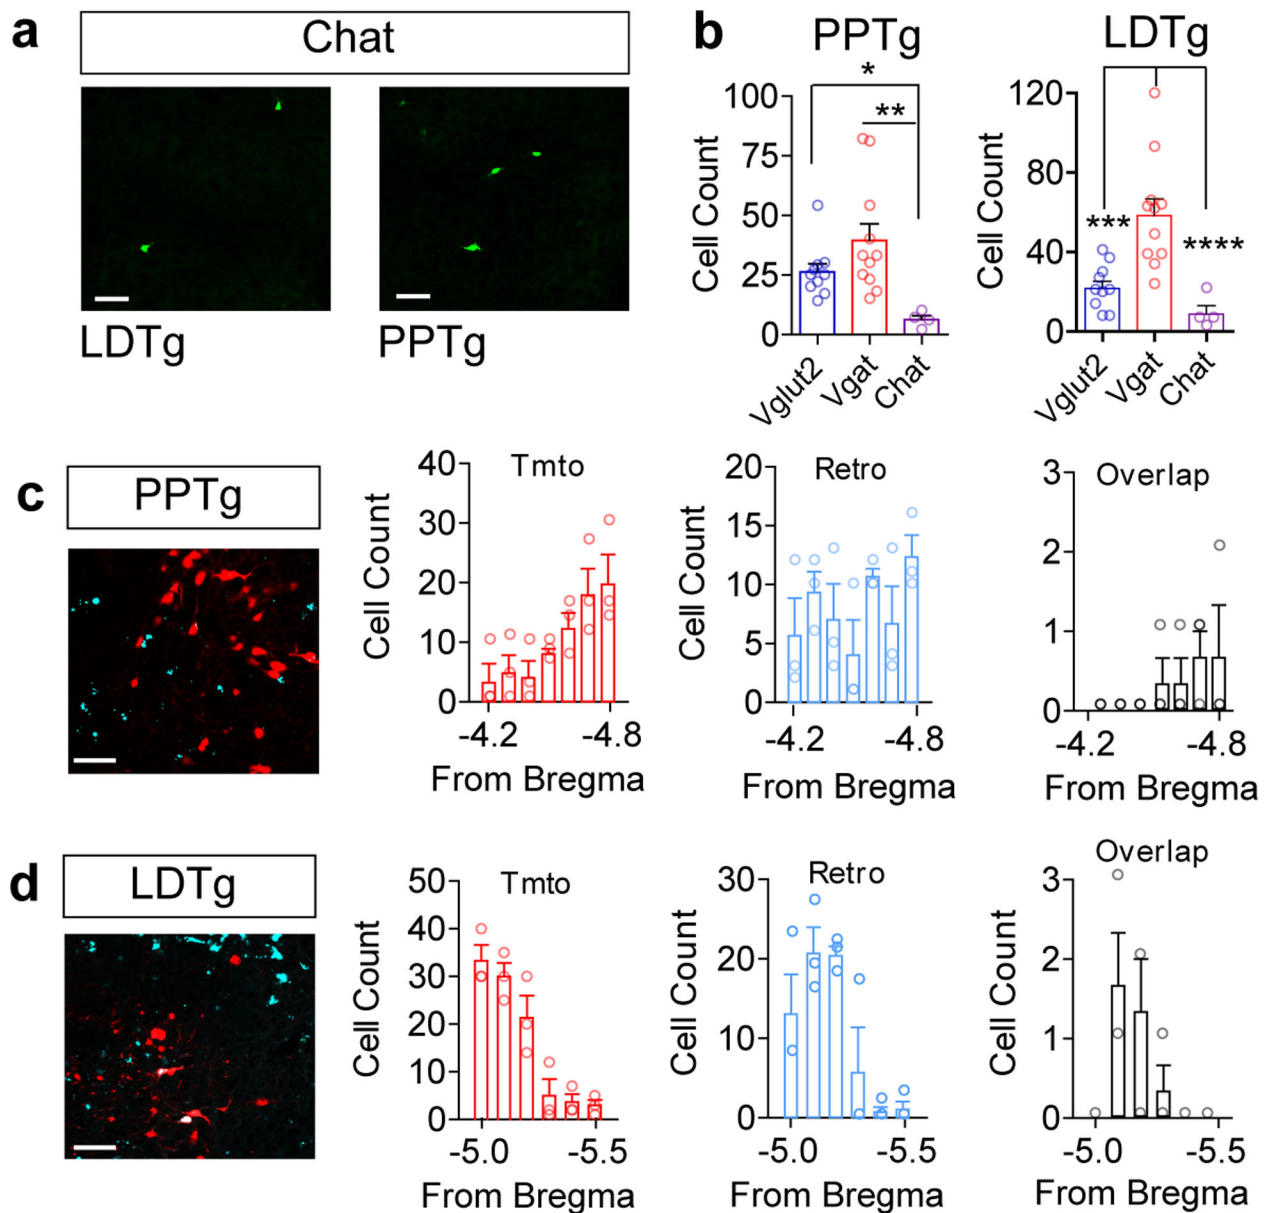 a
Chat
LDTg
PPTg
b
PPTg
*
**
Cell Count
100
75
50
25
0
Vglut2
Vgat
Chat
LDTg
***
****
Cell Count
120
80
40
0
Vglut2
Vgat
Chat
c
PPTg
Tmto
Cell Count
40
30
20
10
0
-4.2 -4.8
From Bregma
Retro
Cell Count
20
15
10
5
0
-4.2 -4.8
From Bregma
Overlap
Cell Count
3
2
1
0
-4.2 -4.8
From Bregma
d
LDTg
Tmto
Cell Count
50
40
30
20
10
0
-5.0 -5.5
From Bregma
Retro
Cell Count
30
20
10
0
-5.0 -5.5
From Bregma
Overlap
Cell Count
3
2
1
0
-5.0 -5.5
From Bregma